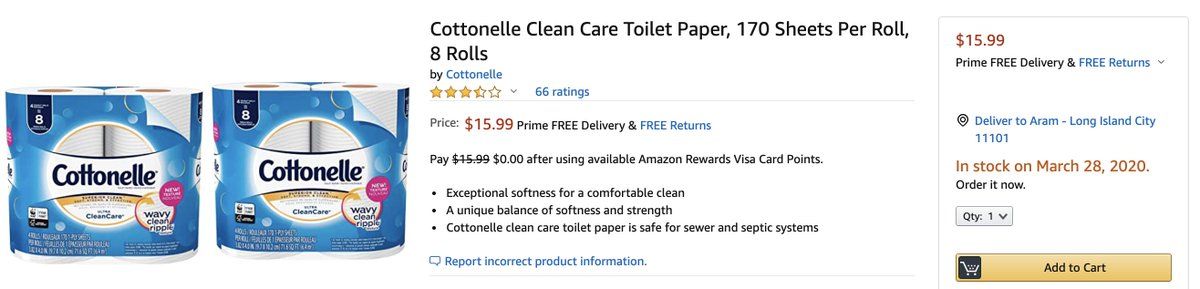 Cottonelle Clean Care Toilet Paper, 170 Sheets Per Roll,
8 Rolls
by Cottonelle
66 ratings
Price: $15.99 Prime FREE Delivery & FREE Returns
Pay $15.99 $0.00 after using available Amazon Rewards Visa Card Points.
• Exceptional softness for a comfortable clean
• A unique balance of softness and strength
• Cottonelle clean care toilet paper is safe for sewer and septic systems
Report incorrect product information.
$15.99
Prime FREE Delivery & FREE Returns
Deliver to Aram - Long Island City
11101
In stock on March 28, 2020.
Order it now.
Qty: 1
Add to Cart
8
Cottonelle
NEW!
TEXTURE
SUPERIOR CLEAN
ULTRA
CleanCare
wavy
clean
ripple
8
Cottonelle
NEW!
TEXTURE
SUPERIOR CLEAN
ULTRA
CleanCare
wavy
clean
ripple